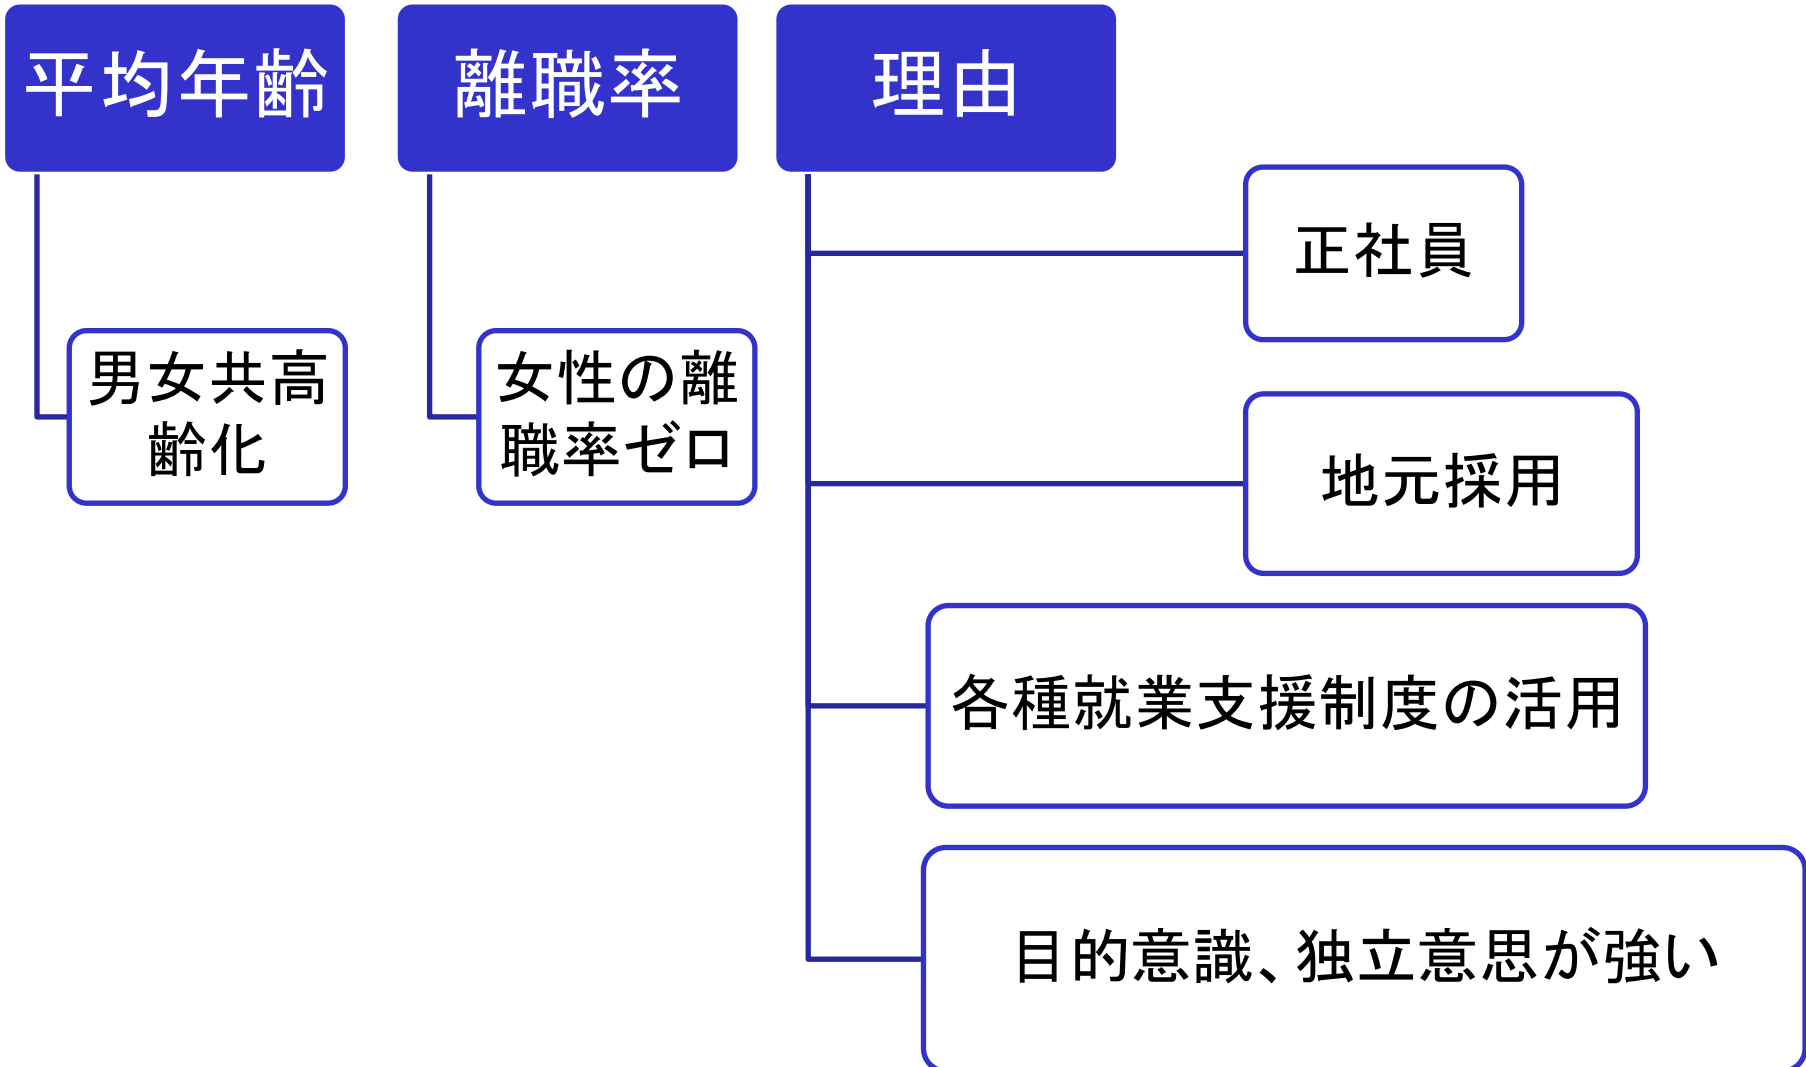 平均年齢
離職率
理由
男女共高
齢化
女性の離
職率ゼロ
正社員
地元採用
各種就業支援制度の活用
目的意識、独立意思が強い